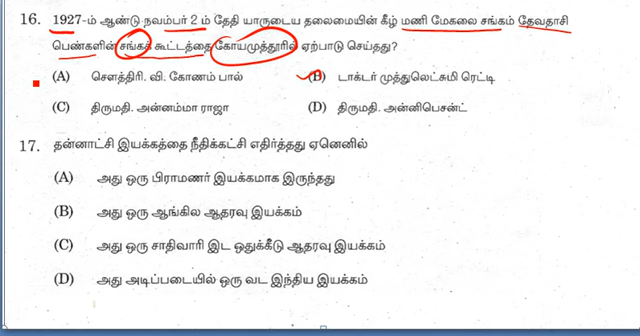 16. 1927-ம் ஆண்டு நவம்பர் 2 ம் தேதி யாருடைய தலைமையின் கீழ் மணி மேகலை சங்கம் தேவதாசி
பெண்களின் சங்கக் கூட்டத்தை கோயமுத்தூரில் ஏற்பாடு செய்தது?
(A) சௌத்திரி. வி. கோணம் பால் (B) டாக்டர் முத்துலெட்சுமி ரெட்டி
(C) திருமதி. அன்னம்மா ராஜா (D) திருமதி. அன்னிபெசன்ட்
17. தன்னாட்சி இயக்கத்தை நீதிக்கட்சி எதிர்த்தது ஏனெனில்
(A) அது ஒரு பிராமணர் இயக்கமாக இருந்தது
(B) அது ஒரு ஆங்கில ஆதரவு இயக்கம்
(C) அது ஒரு சாதிவாரி இட ஒதுக்கீடு ஆதரவு இயக்கம்
(D) அது அடிப்படையில் ஒரு வட இந்திய இயக்கம்